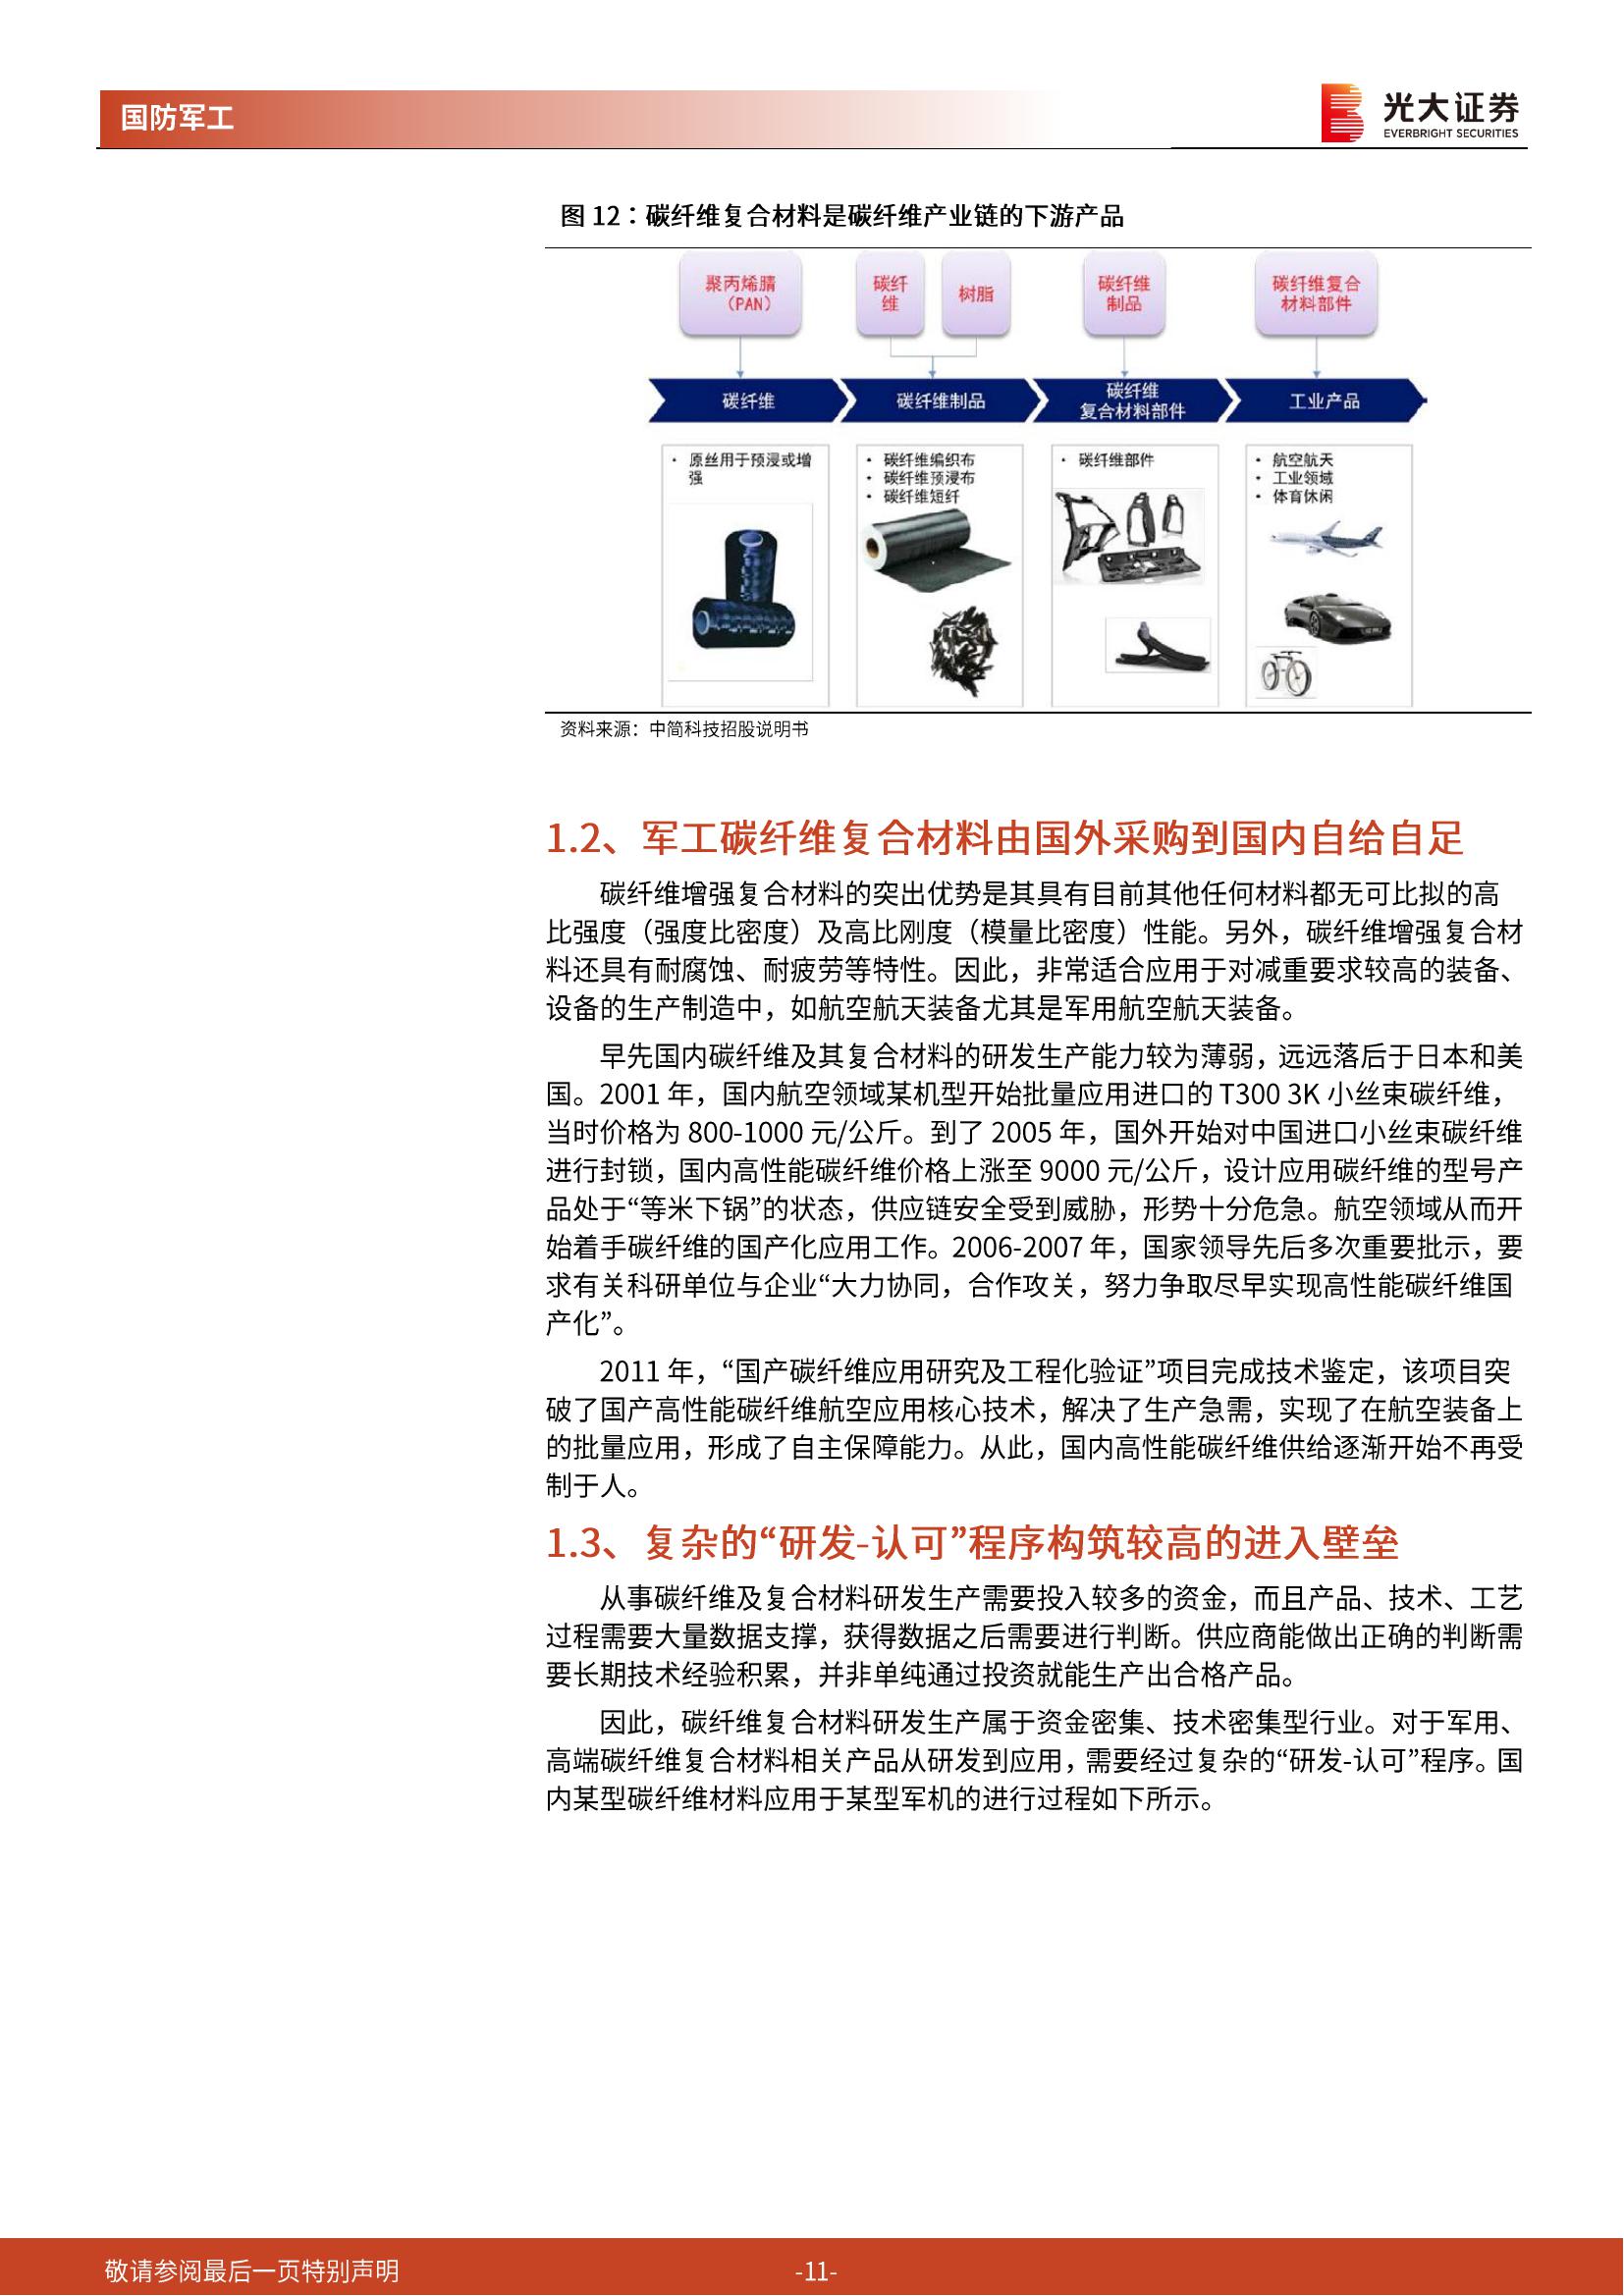 国防军工
光大证券
EVERBRIGHT SECURITIES
图 12：碳纤维复合材料是碳纤维产业链的下游产品
聚丙烯腈
（PAN）
碳纤
维
树脂
碳纤维
制品
碳纤维复合
材料部件
碳纤维
碳纤维制品
碳纤维
复合材料部件
工业产品
• 原丝用于预浸或增
强
• 碳纤维编织布
• 碳纤维预浸布
• 碳纤维短纤
• 碳纤维部件
• 航空航天
• 工业领域
• 体育休闲
资料来源：中简科技招股说明书
1.2、军工碳纤维复合材料由国外采购到国内自给自足
碳纤维增强复合材料的突出优势是其具有目前其他任何材料都无可比拟的高
比强度（强度比密度）及高比刚度（模量比密度）性能。另外，碳纤维增强复合材
料还具有耐腐蚀、耐疲劳等特性。因此，非常适合应用于对减重要求较高的装备、
设备的生产制造中，如航空航天装备尤其是军用航空航天装备。
早先国内碳纤维及其复合材料的研发生产能力较为薄弱，远远落后于日本和美
国。2001 年，国内航空领域某机型开始批量应用进口的 T300 3K 小丝束碳纤维，
当时价格为 800-1000 元/公斤。到了 2005 年，国外开始对中国进口小丝束碳纤维
进行封锁，国内高性能碳纤维价格上涨至 9000 元/公斤，设计应用碳纤维的型号产
品处于“等米下锅”的状态，供应链安全受到威胁，形势十分危急。航空领域从而开
始着手碳纤维的国产化应用工作。2006-2007 年，国家领导先后多次重要批示，要
求有关科研单位与企业“大力协同，合作攻关，努力争取尽早实现高性能碳纤维国
产化”。
2011 年，“国产碳纤维应用研究及工程化验证”项目完成技术鉴定，该项目突
破了国产高性能碳纤维航空应用核心技术，解决了生产急需，实现了在航空装备上
的批量应用，形成了自主保障能力。从此，国内高性能碳纤维供给逐渐开始不再受
制于人。
1.3、复杂的“研发-认可”程序构筑较高的进入壁垒
从事碳纤维及复合材料研发生产需要投入较多的资金，而且产品、技术、工艺
过程需要大量数据支撑，获得数据之后需要进行判断。供应商能做出正确的判断需
要长期技术经验积累，并非单纯通过投资就能生产出合格产品。
因此，碳纤维复合材料研发生产属于资金密集、技术密集型行业。对于军用、
高端碳纤维复合材料相关产品从研发到应用，需要经过复杂的“研发-认可”程序。国
内某型碳纤维材料应用于某型军机的进行过程如下所示。
敬请参阅最后一页特别声明
-11-